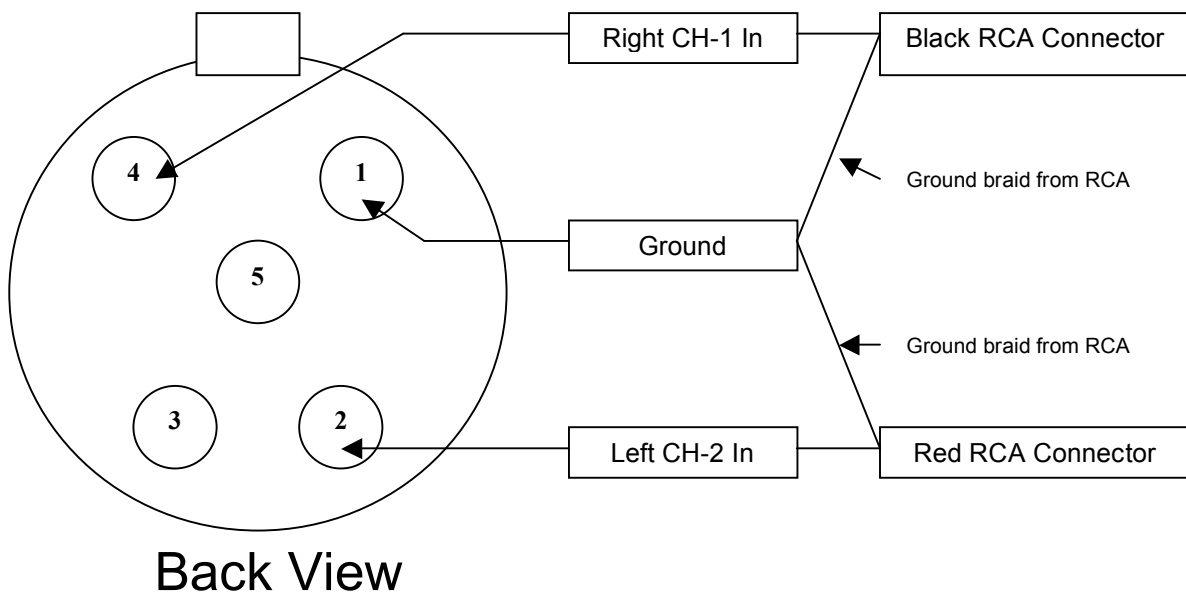 Right CH-1 In
Black RCA Connector
4
1
Ground braid from RCA
Ground
5
Ground braid from RCA
3
2
Left CH-2 In
Red RCA Connector
Back View